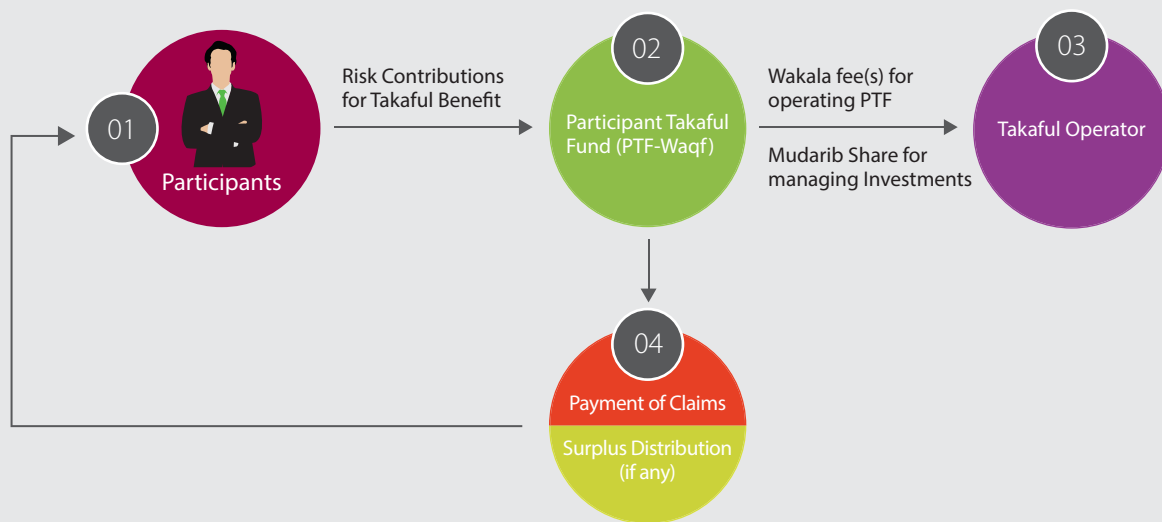 01
Participants
Risk Contributions
for Takaful Benefit
02
Participant Takaful
Fund (PTF-Waqf)
Wakala fee(s) for
operating PTF
Mudarib Share for
managing Investments
03
Takaful Operator
04
Payment of Claims
Surplus Distribution
(if any)